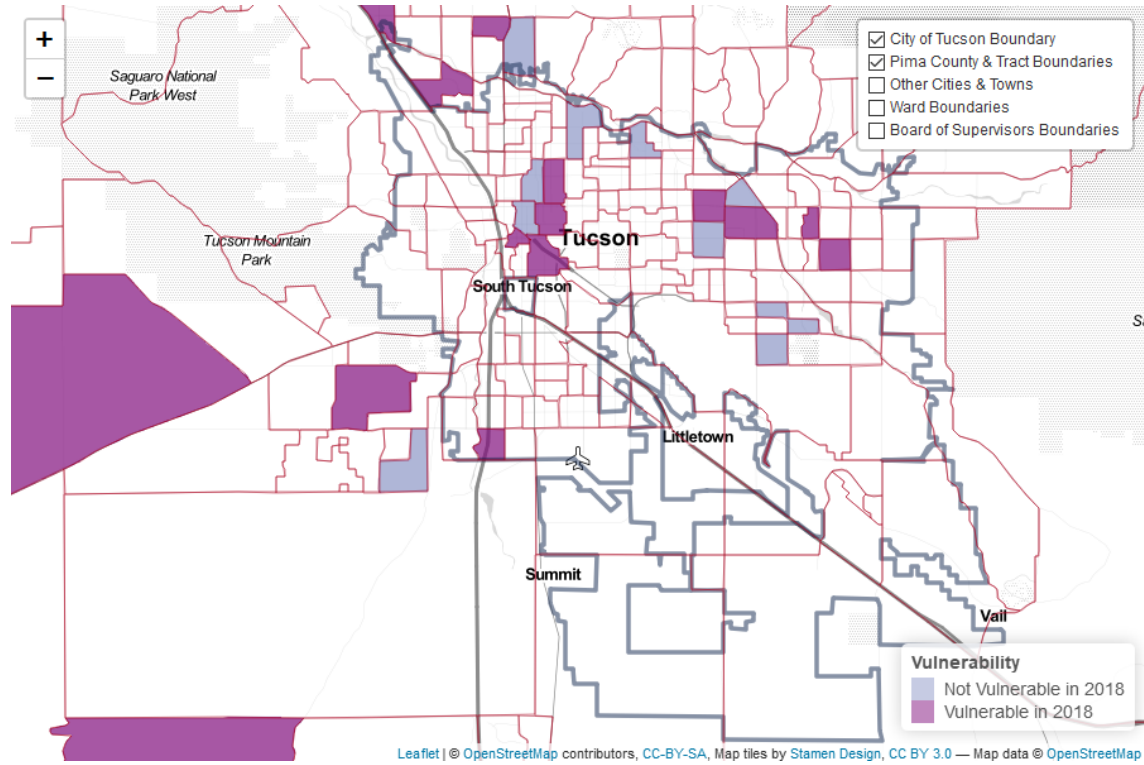 +
−
City of Tucson Boundary
Pima County & Tract Boundaries
Other Cities & Towns
Ward Boundaries
Board of Supervisors Boundaries
Saguaro National
Park West
Tucson Mountain
Park
Tucson
South Tucson
Littletown
Summit
Vail
Vulnerability
Not Vulnerable in 2018
Vulnerable in 2018
Leaflet | © OpenStreetMap contributors, CC-BY-SA, Map tiles by Stamen Design, CC BY 3.0 — Map data © OpenStreetMap